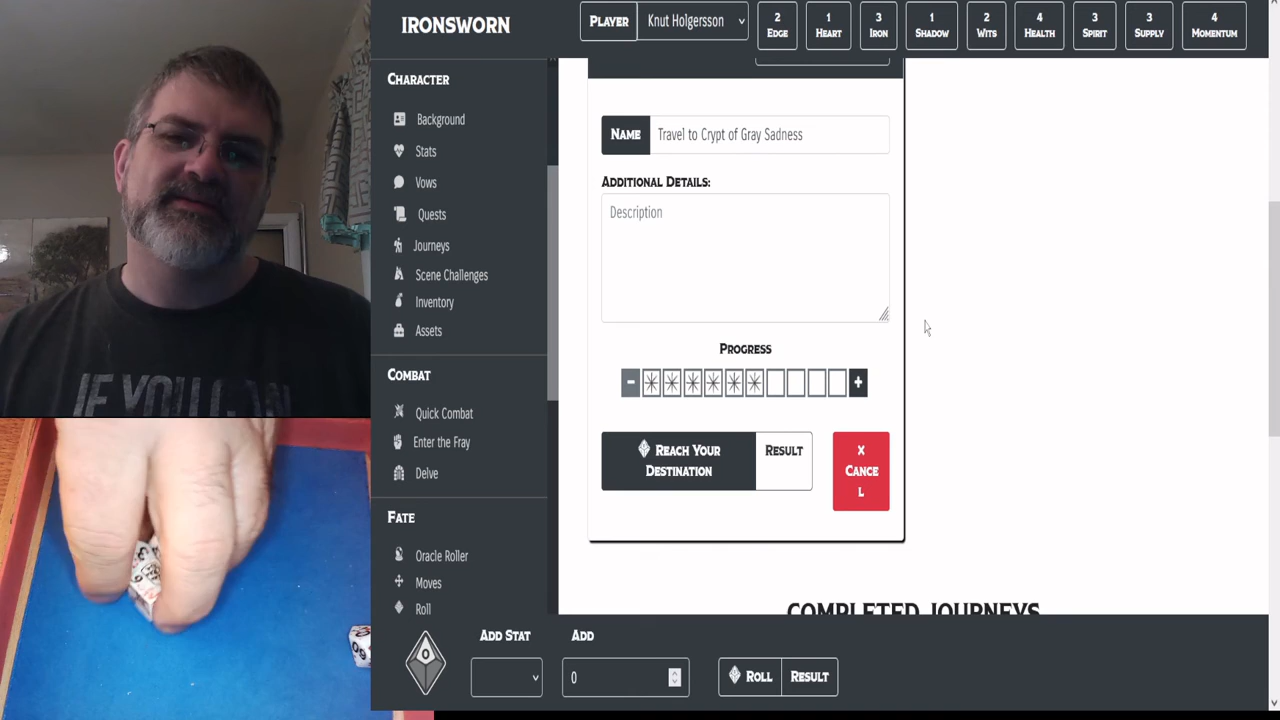 IRONSWORN
PLAYER
Knut Holgersson
2
EDGE
1
HEART
3
IRON
1
SHADOW
2
WITS
4
HEALTH
3
SPIRIT
3
SUPPLY
4
MOMENTUM
CHARACTER
Background
Stats
Vows
Quests
Journeys
Scene Challenges
Inventory
Assets
COMBAT
Quick Combat
Enter the Fray
Delve
FATE
Oracle Roller
Moves
Roll
NAME
Travel to Crypt of Gray Sadness
ADDITIONAL DETAILS:
Description
PROGRESS
-
+
REACH YOUR
DESTINATION
RESULT
X
CANCE
L
COMPLETED JOURNEYS
0
ADD STAT
ADD
0
ROLL
RESULT
IF YOU CAN